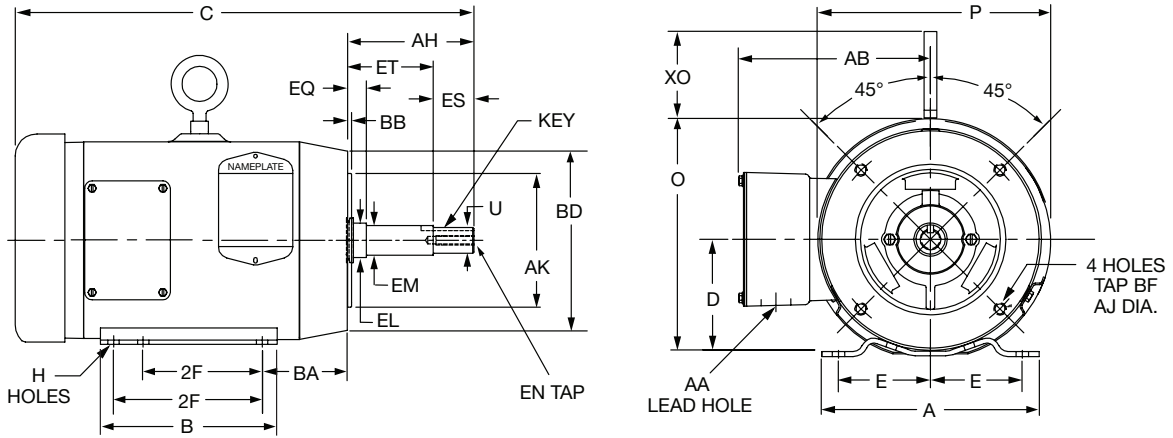 C
AH
ET
EQ
ES
BB
KEY
NAMEPLATE
U
BD
AK
EM
EL
H
HOLES
2F
BA
2F
B
EN TAP
P
AB
XO
45°
45°
O
D
4 HOLES
TAP BF
AJ DIA.
E
E
AA
LEAD HOLE
A